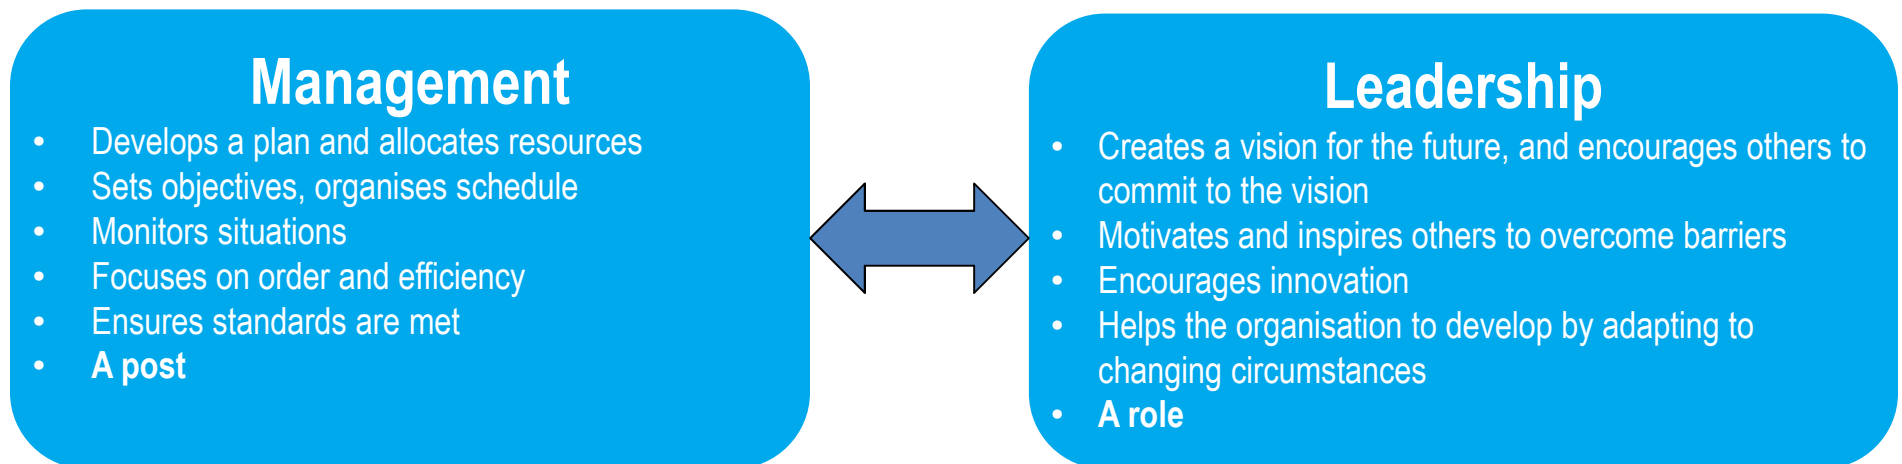 Management
• Develops a plan and allocates resources
• Sets objectives, organises schedule
• Monitors situations
• Focuses on order and efficiency
• Ensures standards are met
• A post
Leadership
• Creates a vision for the future, and encourages others to
commit to the vision
• Motivates and inspires others to overcome barriers
• Encourages innovation
• Helps the organisation to develop by adapting to
changing circumstances
• A role